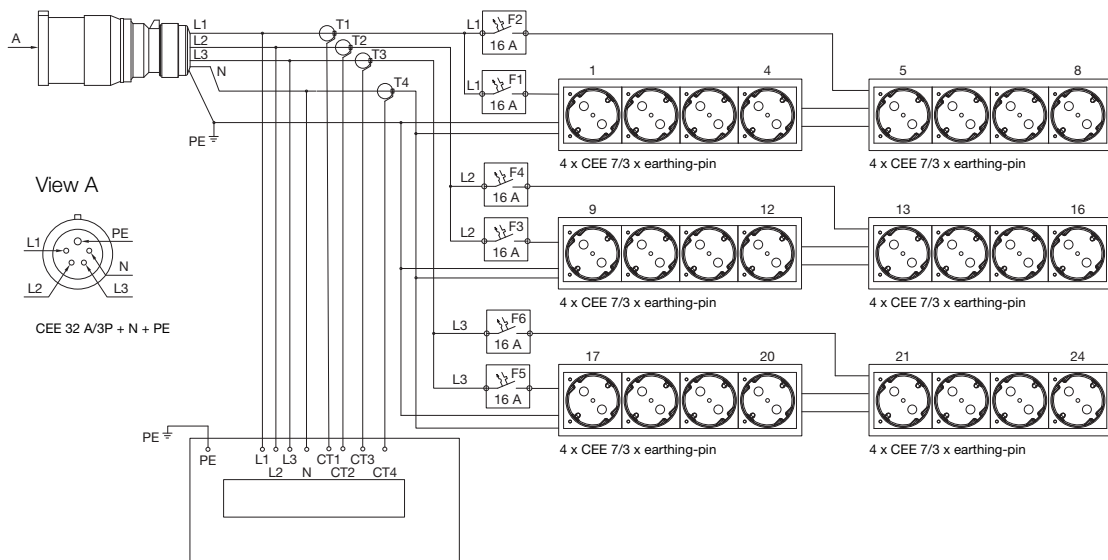 A
L1
L2
L3
N
PE
T1
T2
T3
T4
L1
F2
16 A
L1
F1
16 A
1
4
4 x CEE 7/3 x earthing-pin
5
8
4 x CEE 7/3 x earthing-pin
View A
L1
PE
N
L2
L3
CEE 32 A/3P + N + PE
L2
F4
16 A
L2
F3
16 A
9
12
4 x CEE 7/3 x earthing-pin
13
16
4 x CEE 7/3 x earthing-pin
L3
F6
16 A
L3
F5
16 A
17
20
4 x CEE 7/3 x earthing-pin
21
24
4 x CEE 7/3 x earthing-pin
PE
PE
L1
L2
L3
N
CT1
CT2
CT3
CT4